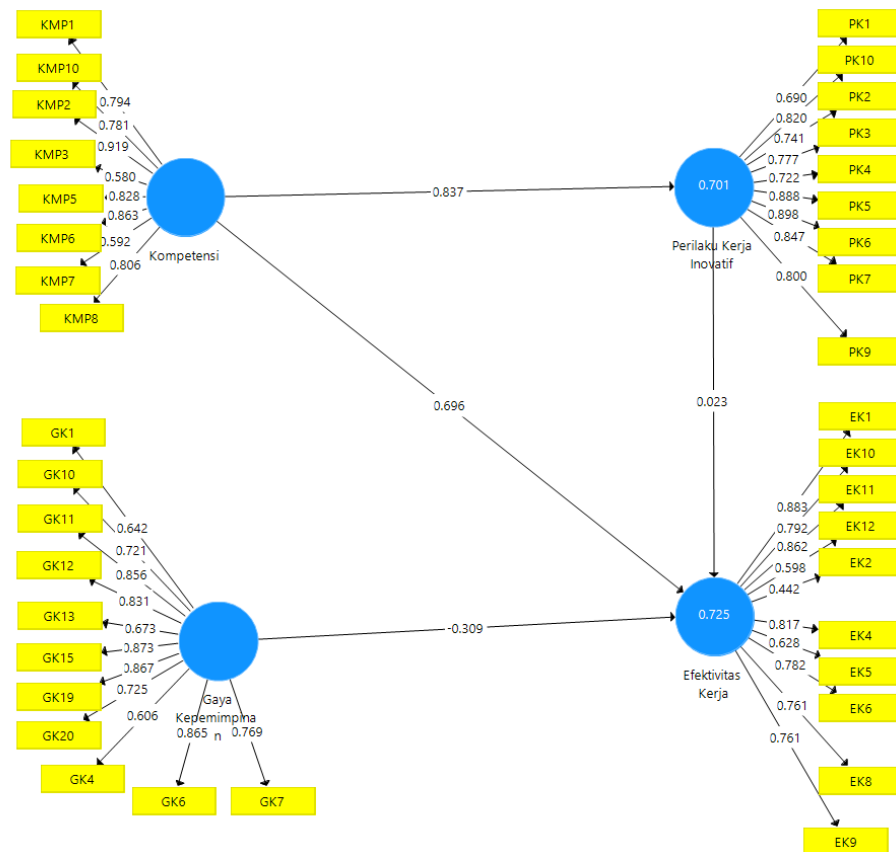 KMP1
KMP10
KMP2
KMP3
KMP5
KMP6
KMP7
KMP8
0.794
0.781
0.919
0.580
0.828
0.863
0.592
0.806
Kompetensi
0.837
0.701
Perilaku Kerja
Inovatif
0.690
0.820
0.741
0.777
0.722
0.888
0.898
0.847
0.800
PK1
PK10
PK2
PK3
PK4
PK5
PK6
PK7
PK9
0.696
0.023
GK1
GK10
GK11
GK12
GK13
GK15
GK19
GK20
GK4
GK6
GK7
0.642
0.721
0.856
0.831
0.673
0.873
0.867
0.725
0.606
0.865
0.769
Gaya
Kepemimpina
n
-0.309
0.725
Efektivitas
Kerja
0.883
0.792
0.862
0.598
0.442
0.817
0.628
0.782
0.761
0.761
EK1
EK10
EK11
EK12
EK2
EK4
EK5
EK6
EK8
EK9